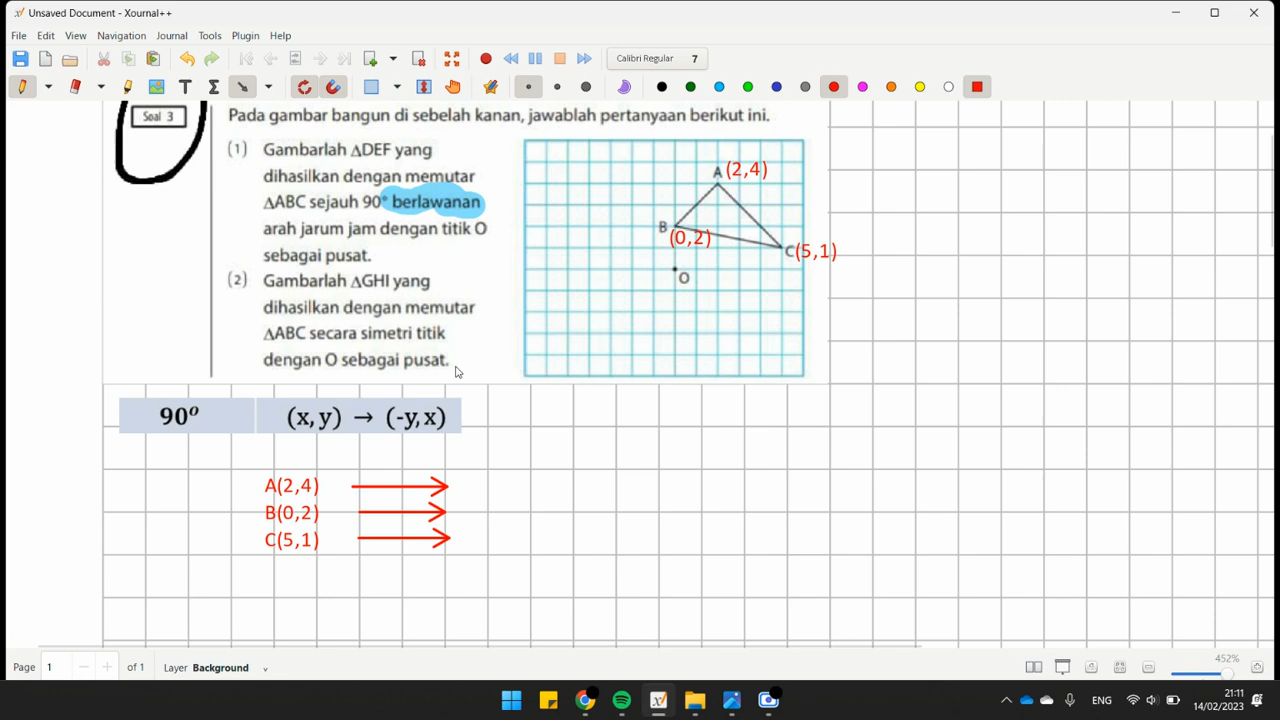 Unsaved Document - Xournal++
File Edit View Navigation Journal Tools Plugin Help
Calibri Regular 7
Soal 3
Pada gambar bangun di sebelah kanan, jawablah pertanyaan berikut ini.
(1) Gambarlah ΔDEF yang
dihasilkan dengan memutar
ΔABC sejauh 90° berlawanan
arah jarum jam dengan titik O
sebagai pusat.
(2) Gambarlah ΔGHI yang
dihasilkan dengan memutar
ΔABC secara simetri titik
dengan O sebagai pusat.
A (2,4)
B
(0,2)
C(5,1)
O
90° (x, y) → (-y, x)
A(2,4)
B(0,2)
C(5,1)
Page 1 of 1 Layer Background
452%
ENG
21:11
14/02/2023